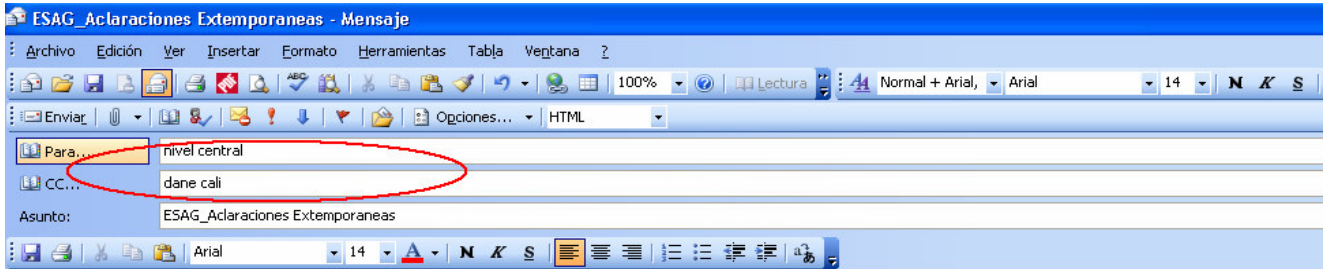 ESAG_Aclaraciones Extemporaneas - Mensaje
Archivo Edición Ver Insertar Formato Herramientas Tabla Ventana ?
ABC 100% Lectura Normal + Arial, Arial 14 N K S
Enviar Opciones... HTML
Para... nivel central
CC... dane cali
Asunto: ESAG_Aclaraciones Extemporaneas
Arial 14 A N K S